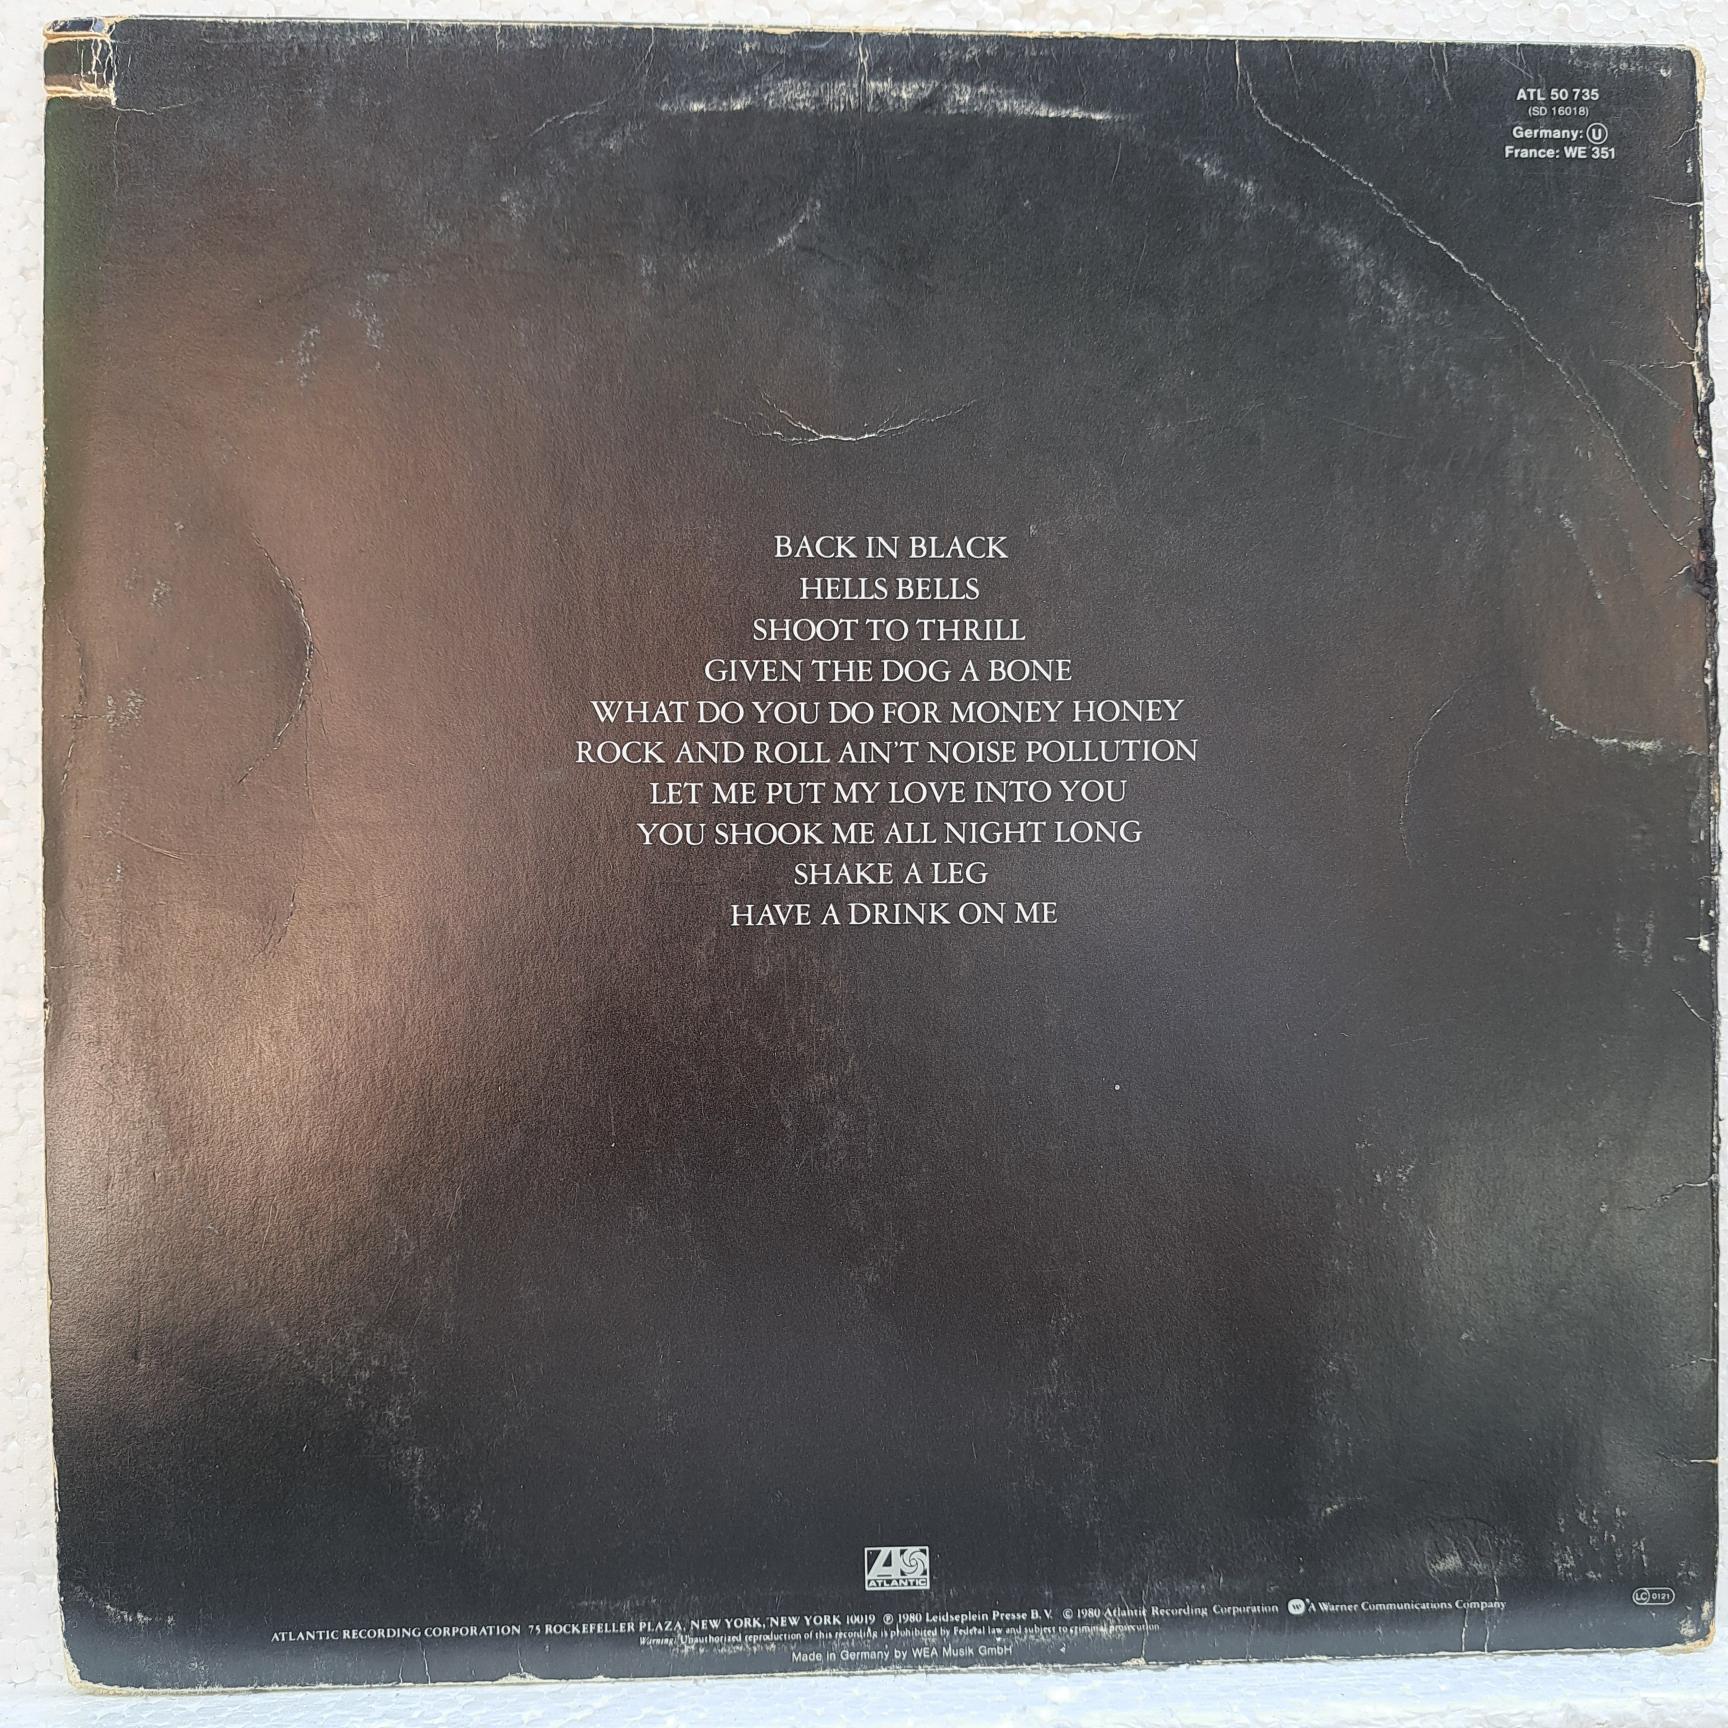 ATL 50 735
(SD 16018)
Germany: U
France: WE 351
BACK IN BLACK
HELLS BELLS
SHOOT TO THRILL
GIVEN THE DOG A BONE
WHAT DO YOU DO FOR MONEY HONEY
ROCK AND ROLL AIN'T NOISE POLLUTION
LET ME PUT MY LOVE INTO YOU
YOU SHOOK ME ALL NIGHT LONG
SHAKE A LEG
HAVE A DRINK ON ME
ATLANTIC
LC 0121
ATLANTIC RECORDING CORPORATION 75 ROCKEFELLER PLAZA, NEW YORK, NEW YORK 10019 ℗ 1980 Leidseplein Presse B.V. © 1980 Atlantic Recording Corporation W A Warner Communications Company
Warning: Unauthorized reproduction of this recording is prohibited by Federal law and subject to criminal prosecution
Made in Germany by WEA Musik GmbH